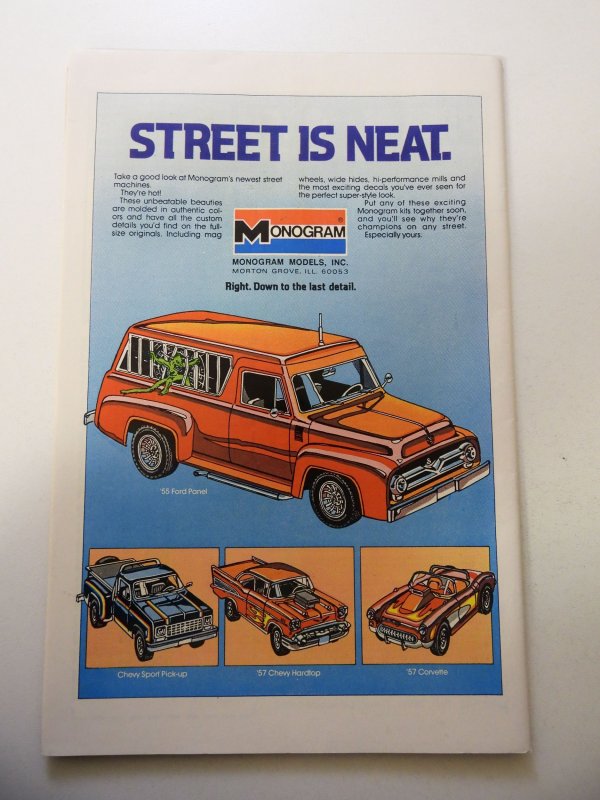 STREET IS NEAT.
Take a good look at Monogram's newest street
machines.
They're hot!
These unbeatable beauties
are molded in authentic col-
ors and have all the custom
details you'd find on the full-
size originals. Including mag
wheels, wide hides, hi-performance mills and
the most exciting decals you've ever seen for
the perfect super-style look.
Put any of these exciting
Monogram kits together soon,
and you'll see why they're
champions on any street.
Especially yours.
MONOGRAM®
MONOGRAM MODELS, INC.
MORTON GROVE, ILL. 60053
Right. Down to the last detail.
'55 Ford Panel
Chevy Sport Pick-up
'57 Chevy Hardtop
'57 Corvette